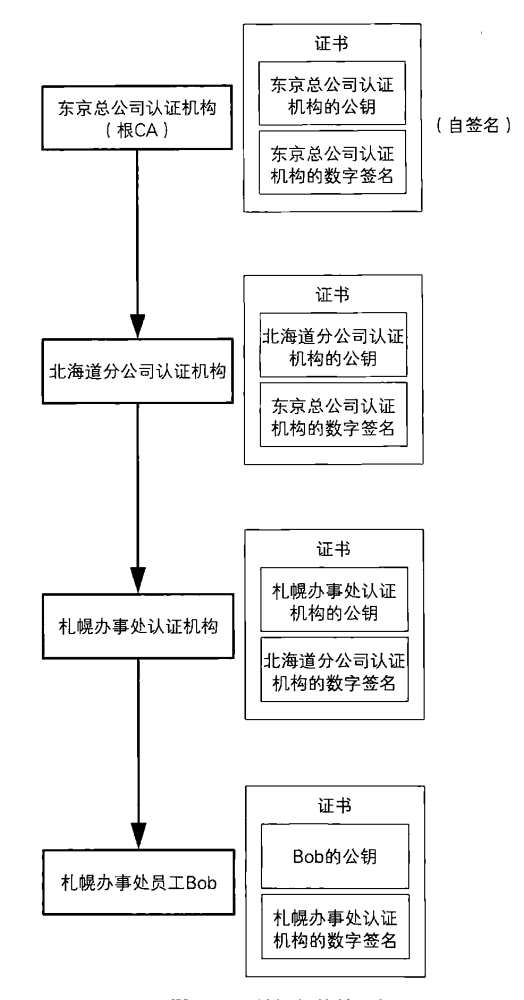 证书
东京总公司认证机构
（根CA）
东京总公司认证
机构的公钥
（自签名）
东京总公司认证
机构的数字签名
证书
北海道分公司认证机构
北海道分公司认证
机构的公钥
东京总公司认证
机构的数字签名
证书
札幌办事处认证机构
札幌办事处认证
机构的公钥
北海道分公司认证
机构的数字签名
证书
札幌办事处员工Bob
Bob的公钥
札幌办事处认证
机构的数字签名